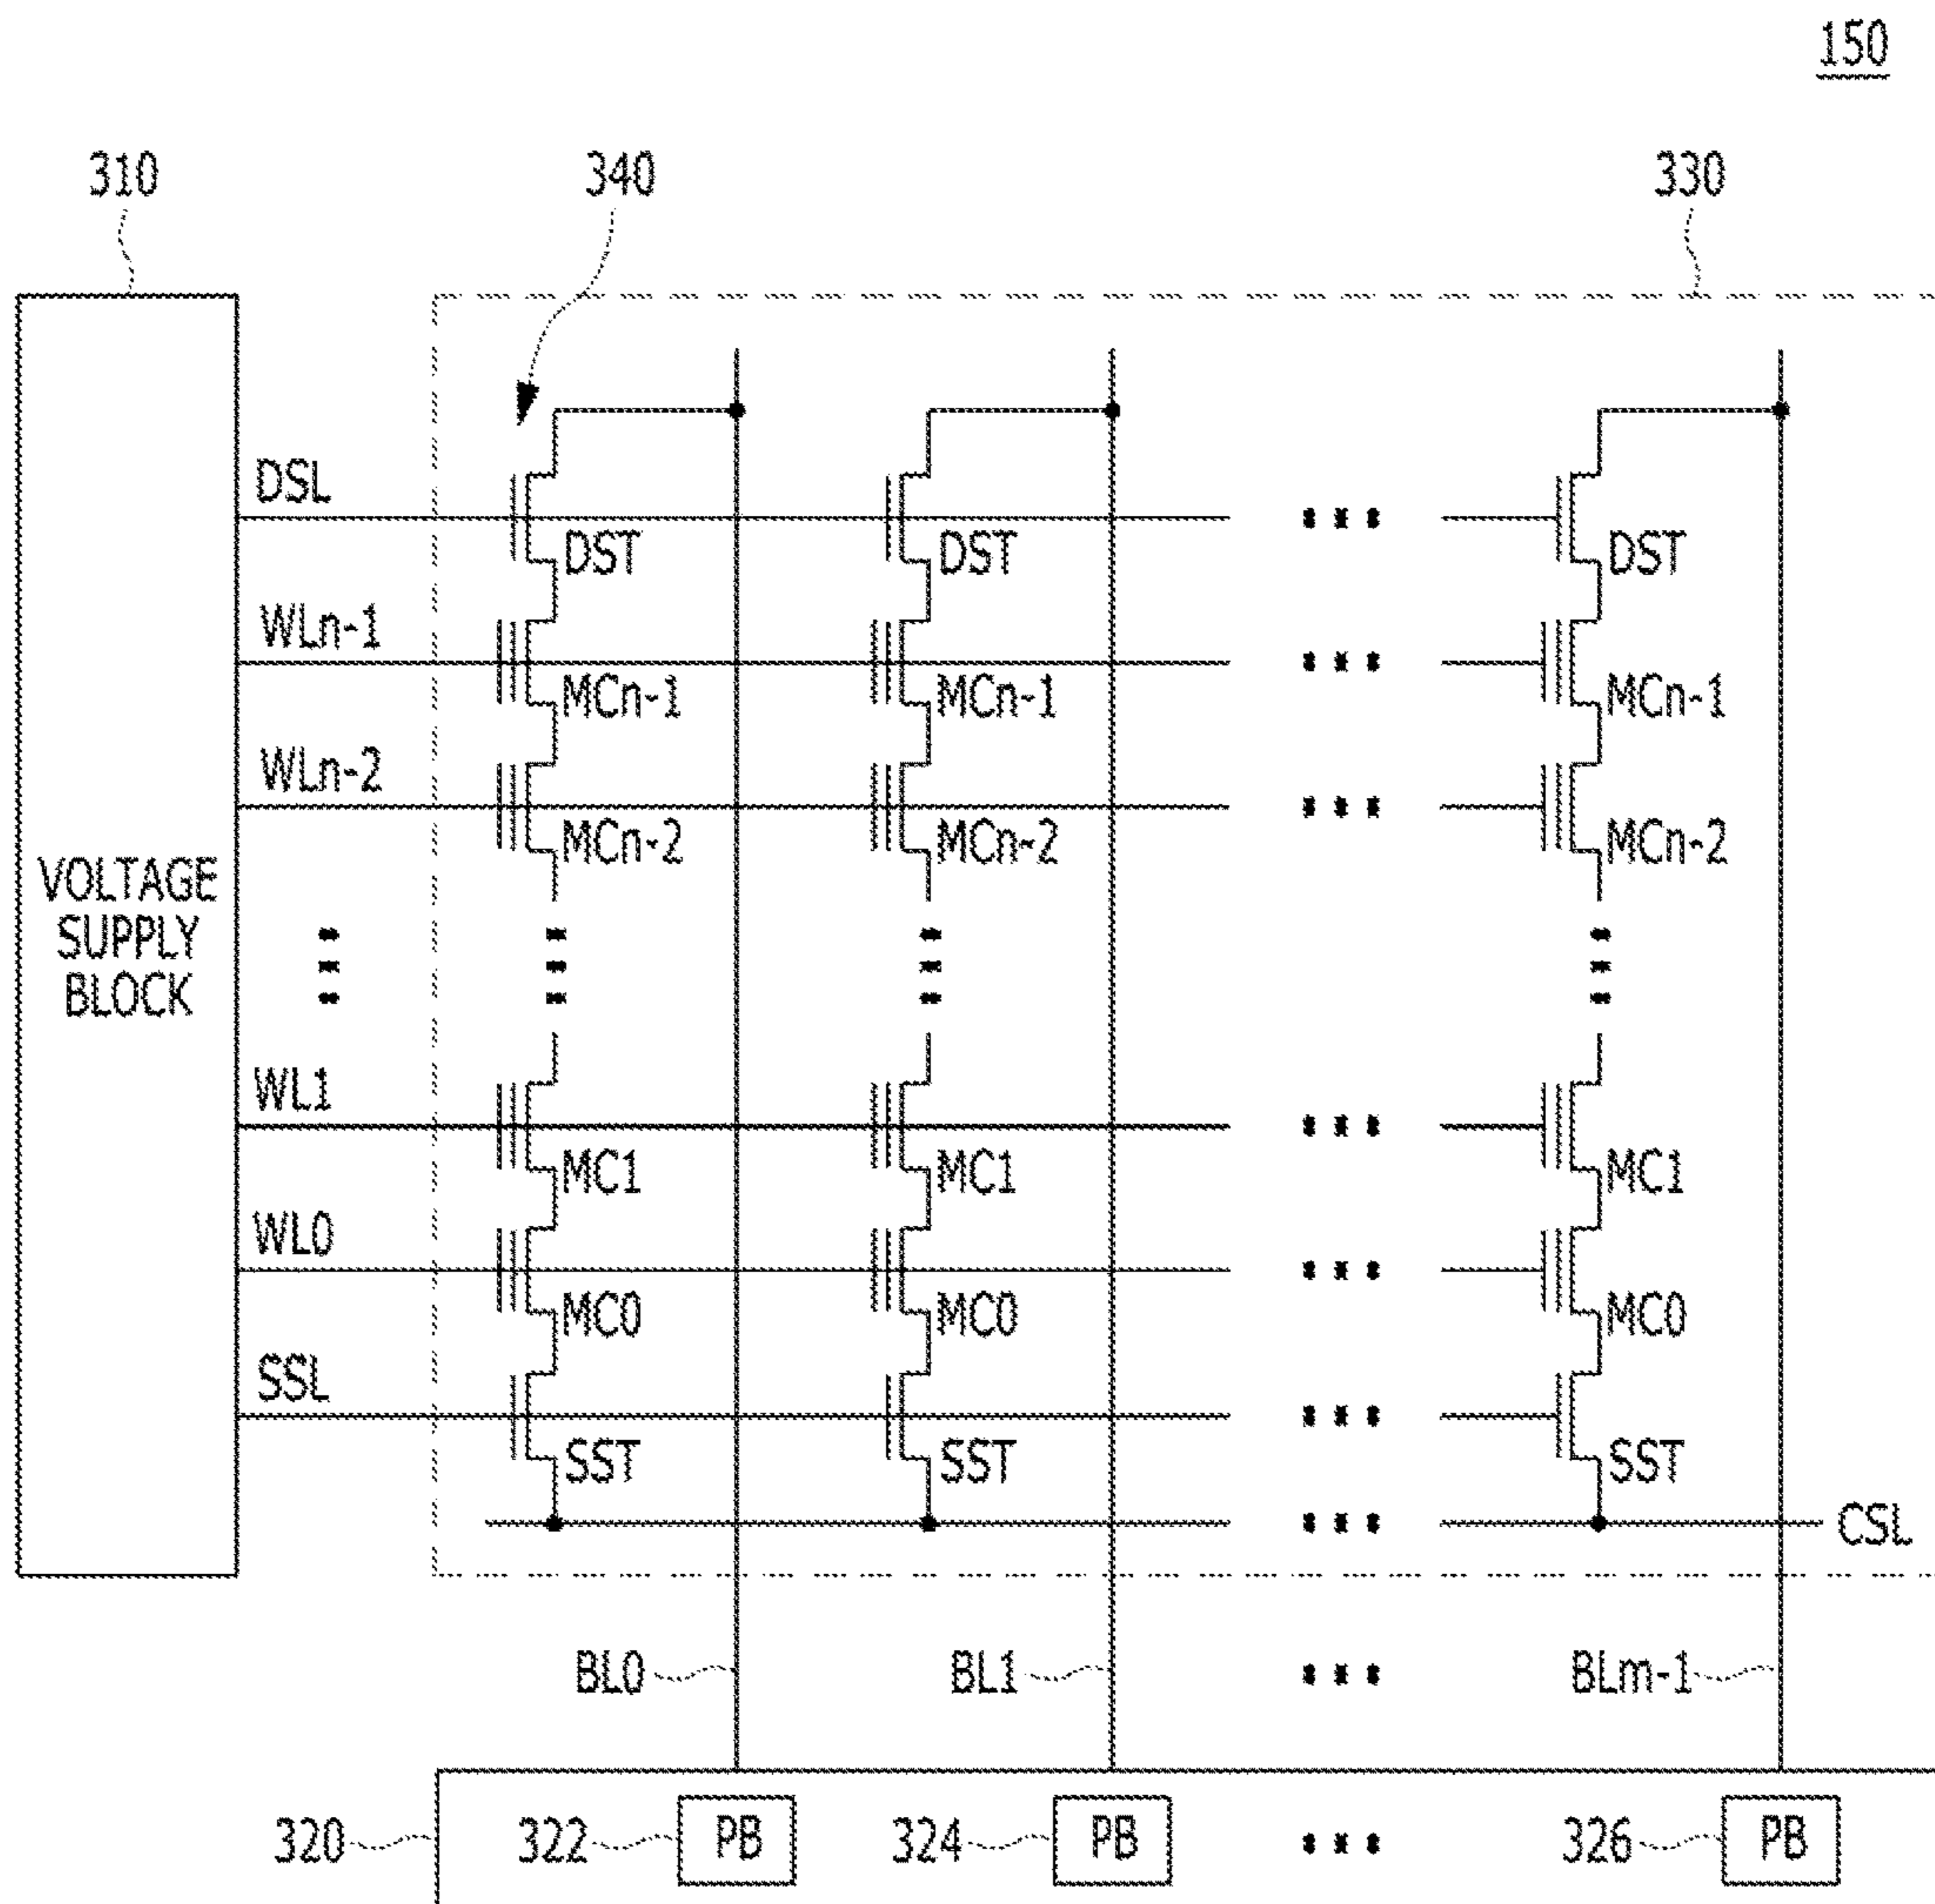 150
310 340 330
DSL
DST DST DST
WLn-1
MCn-1 MCn-1 MCn-1
WLn-2
MCn-2 MCn-2 MCn-2
VOLTAGE
SUPPLY
BLOCK
WL1
MC1 MC1 MC1
WL0
MC0 MC0 MC0
SSL
SST SST SST
CSL
BL0 BL1 BLm-1
320 322 PB 324 PB 326 PB